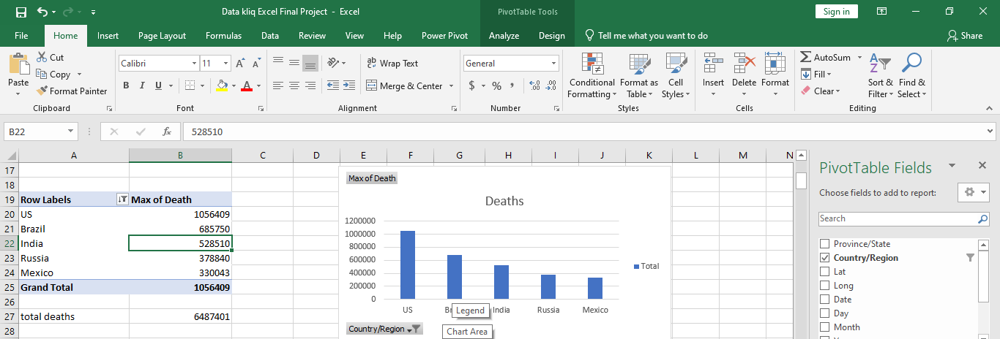 Data kliq Excel Final Project - Excel
PivotTable Tools
Sign in
File Home Insert Page Layout Formulas Data Review View Help Power Pivot Analyze Design Tell me what you want to do Share
Paste
Cut
Copy
Format Painter
Clipboard
Calibri 11
B I U A
Font
ab Wrap Text
Merge & Center
Alignment
General
$ % ,
Number
Conditional Formatting
Format as Table
Cell Styles
Styles
Insert Delete Format
Cells
AutoSum
Fill
Clear
Sort & Filter
Find & Select
Editing
B22 fx 528510
A B C D E F G H I J K L M N
17
18
19 Row Labels Max of Death
20 US 1056409
21 Brazil 685750
22 India 528510
23 Russia 378840
24 Mexico 330043
25 Grand Total 1056409
26
27 total deaths 6487401
28
Max of Death
Deaths
1200000
1000000
800000
600000
400000
200000
0
US India Russia Mexico
Total
Legend
Country/Region
Chart Area
PivotTable Fields
Choose fields to add to report:
Search
Province/State
Country/Region
Lat
Long
Date
Day
Month